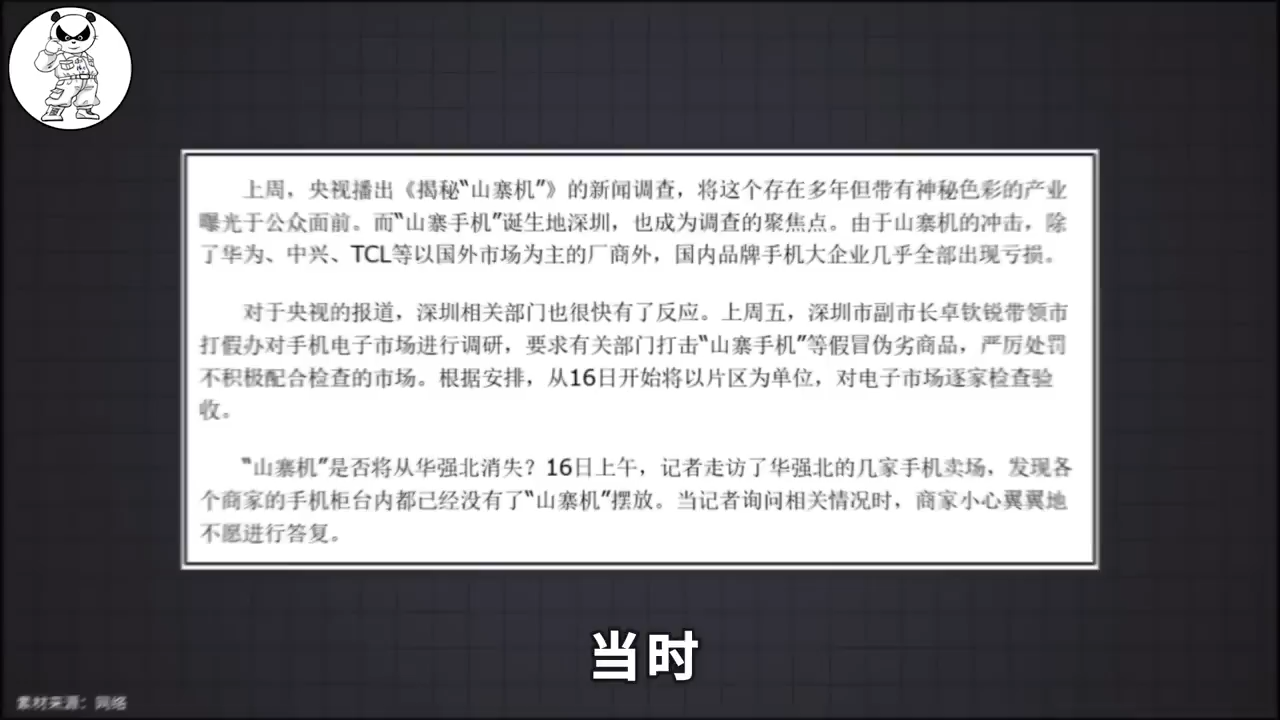 上周，央视播出《揭秘“山寨机”》的新闻调查，将这个存在多年但带有神秘色彩的产业
曝光于公众面前。而“山寨手机”诞生地深圳，也成为调查的聚焦点。由于山寨机的冲击，除
了华为、中兴、TCL等以国外市场为主的厂商外，国内品牌手机大企业几乎全部出现亏损。
对于央视的报道，深圳相关部门也很快有了反应。上周五，深圳市副市长卓钦锐带领市
打假办对手机电子市场进行调研，要求有关部门打击“山寨手机”等假冒伪劣商品，严厉处罚
不积极配合检查的市场。根据安排，从16日开始将以片区为单位，对电子市场逐家检查验
收。
“山寨机”是否将从华强北消失？16日上午，记者走访了华强北的几家手机卖场，发现各
个商家的手机柜台内都已经没有了“山寨机”摆放。当记者询问相关情况时，商家小心翼翼地
不愿进行答复。
当时
素材来源：网络